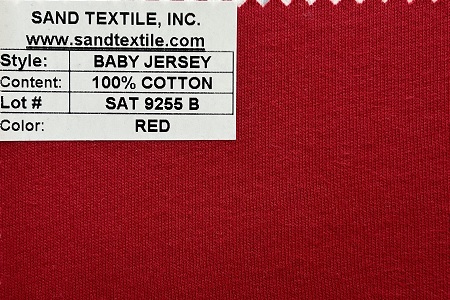 SAND TEXTILE, INC.
www.sandtextile.com
Style: BABY JERSEY
Content: 100% COTTON
Lot # SAT 9255 B
Color: RED